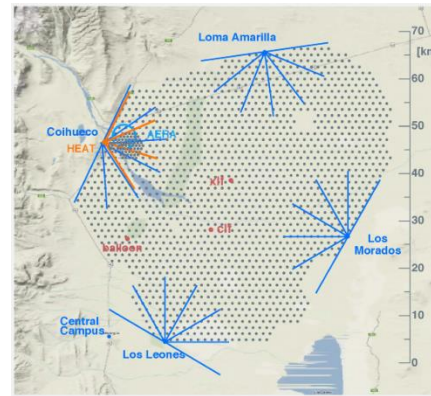 Loma Amarilla
70
[km
60
Coihueco
AERA
HEAT
50
xlf
40
clf
30
balloon
Los
Morados
20
Central
Campus
10
Los Leones
0